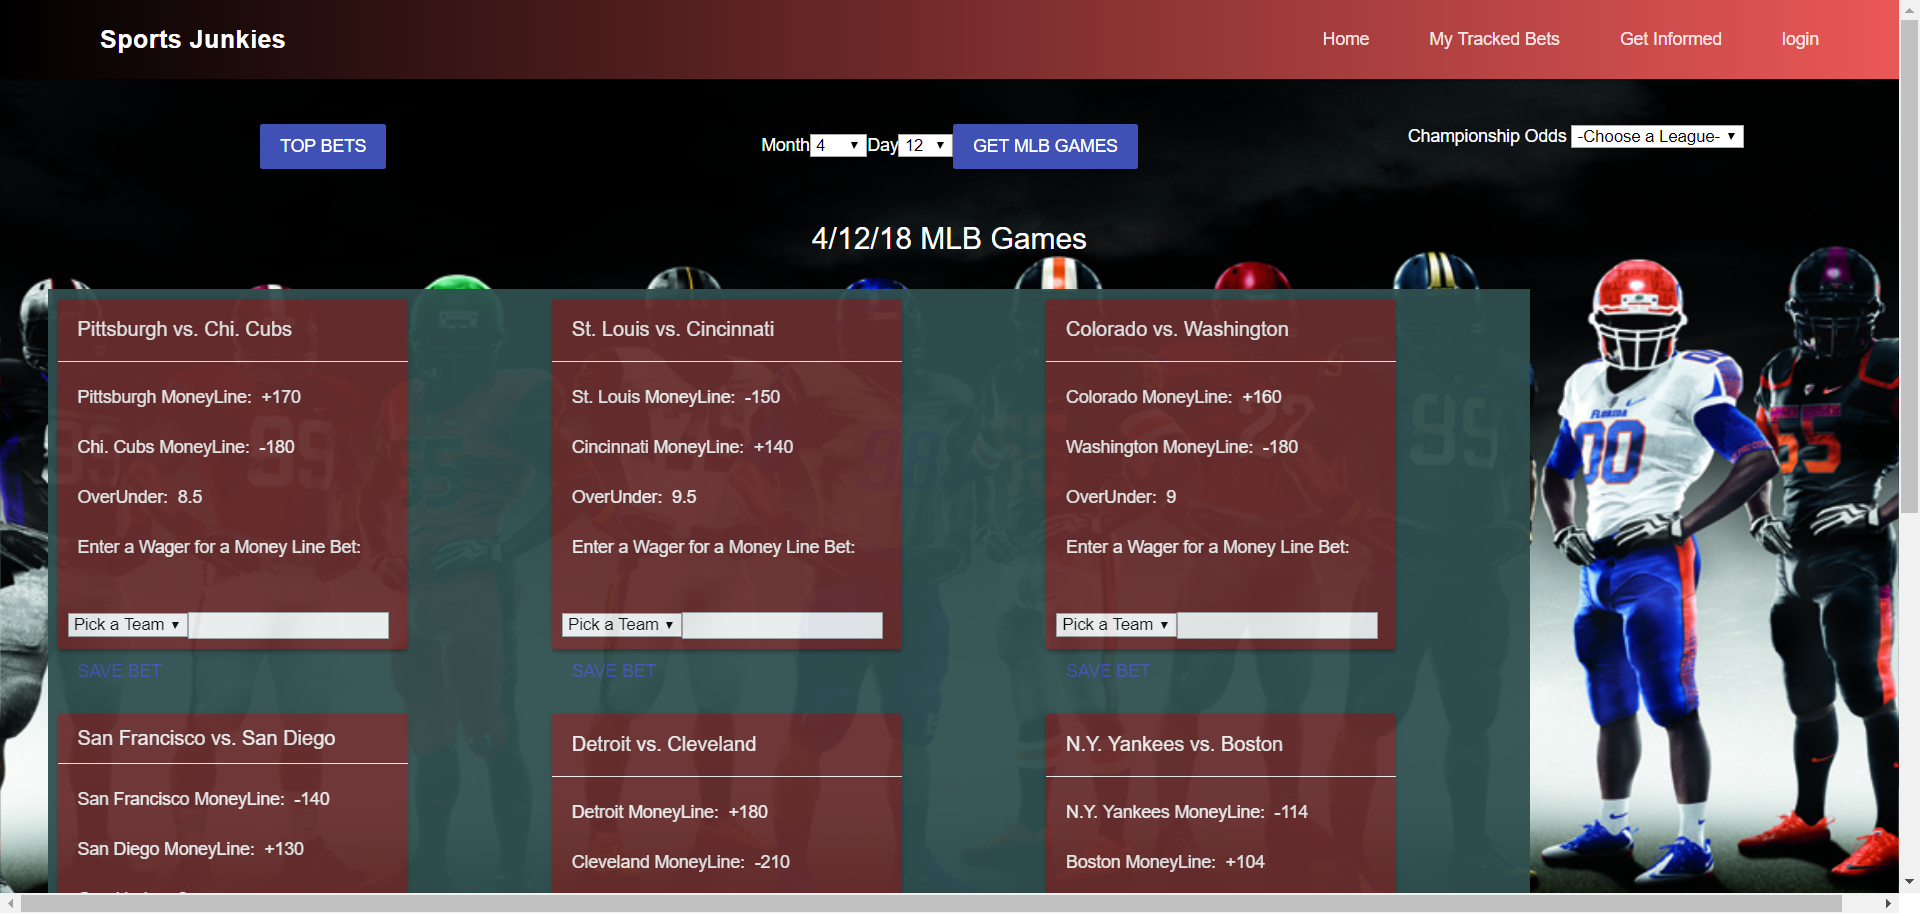 Sports Junkies
Home
My Tracked Bets
Get Informed
login
TOP BETS
Month 4 Day 12 GET MLB GAMES
Championship Odds -Choose a League-
4/12/18 MLB Games
Pittsburgh vs. Chi. Cubs
Pittsburgh MoneyLine: +170
Chi. Cubs MoneyLine: -180
OverUnder: 8.5
Enter a Wager for a Money Line Bet:
Pick a Team
SAVE BET
St. Louis vs. Cincinnati
St. Louis MoneyLine: -150
Cincinnati MoneyLine: +140
OverUnder: 9.5
Enter a Wager for a Money Line Bet:
Pick a Team
SAVE BET
Colorado vs. Washington
Colorado MoneyLine: +160
Washington MoneyLine: -180
OverUnder: 9
Enter a Wager for a Money Line Bet:
Pick a Team
SAVE BET
San Francisco vs. San Diego
San Francisco MoneyLine: -140
San Diego MoneyLine: +130
Detroit vs. Cleveland
Detroit MoneyLine: +180
Cleveland MoneyLine: -210
N.Y. Yankees vs. Boston
N.Y. Yankees MoneyLine: -114
Boston MoneyLine: +104
FLORIDA
00
55
99
99